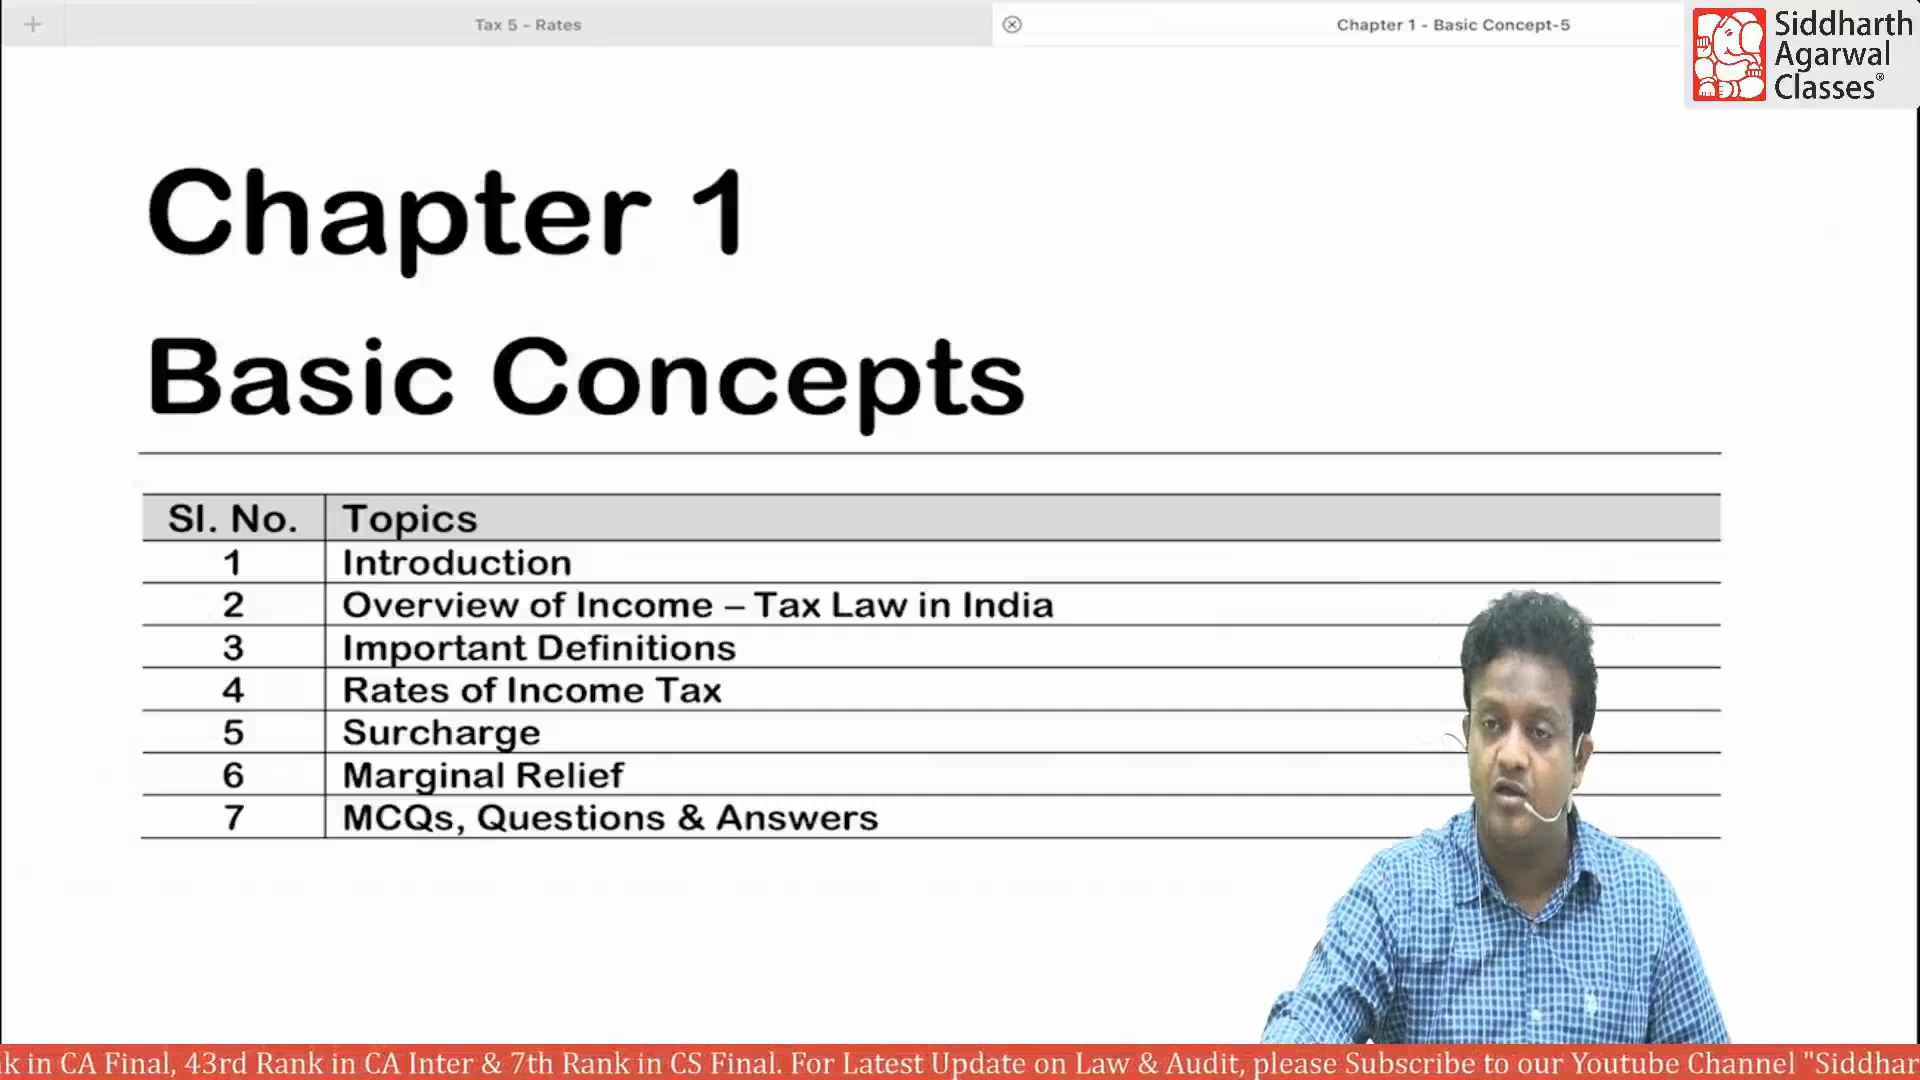 Tax 5 - Rates
Chapter 1 - Basic Concept-5
Siddharth
Agarwal
Classes®
Chapter 1
Basic Concepts
Sl. No. Topics
1 Introduction
2 Overview of Income – Tax Law in India
3 Important Definitions
4 Rates of Income Tax
5 Surcharge
6 Marginal Relief
7 MCQs, Questions & Answers
in CA Final, 43rd Rank in CA Inter & 7th Rank in CS Final. For Latest Update on Law & Audit, please Subscribe to our Youtube Channel "Siddhar